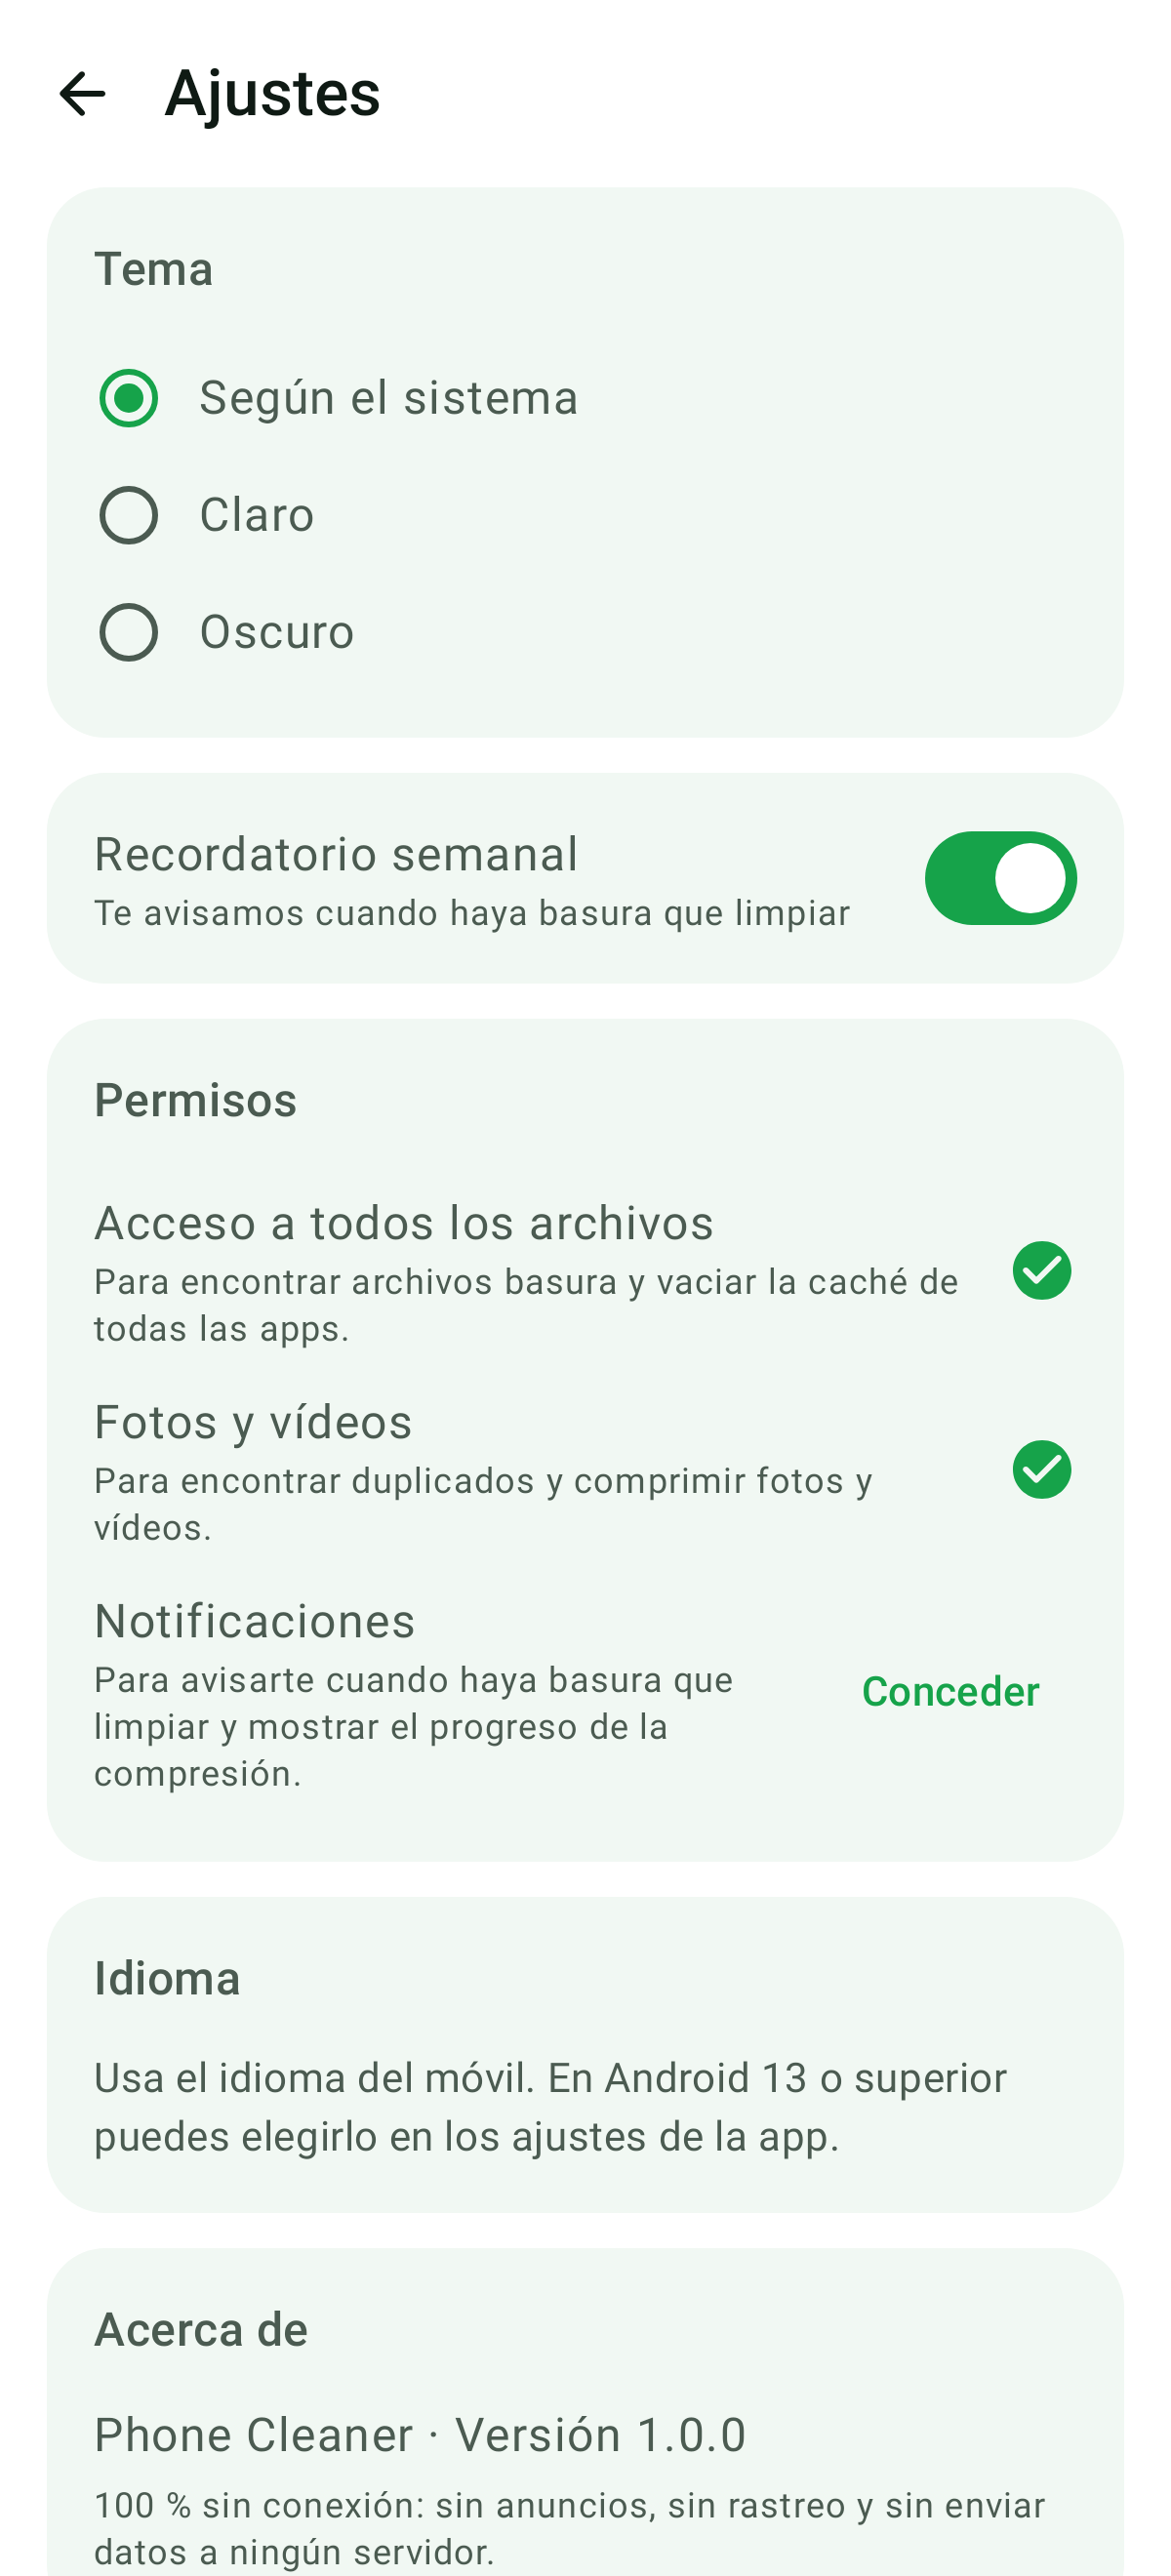 Ajustes
Tema
Según el sistema
Claro
Oscuro
Recordatorio semanal
Te avisamos cuando haya basura que limpiar
Permisos
Acceso a todos los archivos
Para encontrar archivos basura y vaciar la caché de
todas las apps.
Fotos y vídeos
Para encontrar duplicados y comprimir fotos y
vídeos.
Notificaciones
Para avisarte cuando haya basura que
limpiar y mostrar el progreso de la
compresión.
Conceder
Idioma
Usa el idioma del móvil. En Android 13 o superior
puedes elegirlo en los ajustes de la app.
Acerca de
Phone Cleaner · Versión 1.0.0
100 % sin conexión: sin anuncios, sin rastreo y sin enviar
datos a ningún servidor.